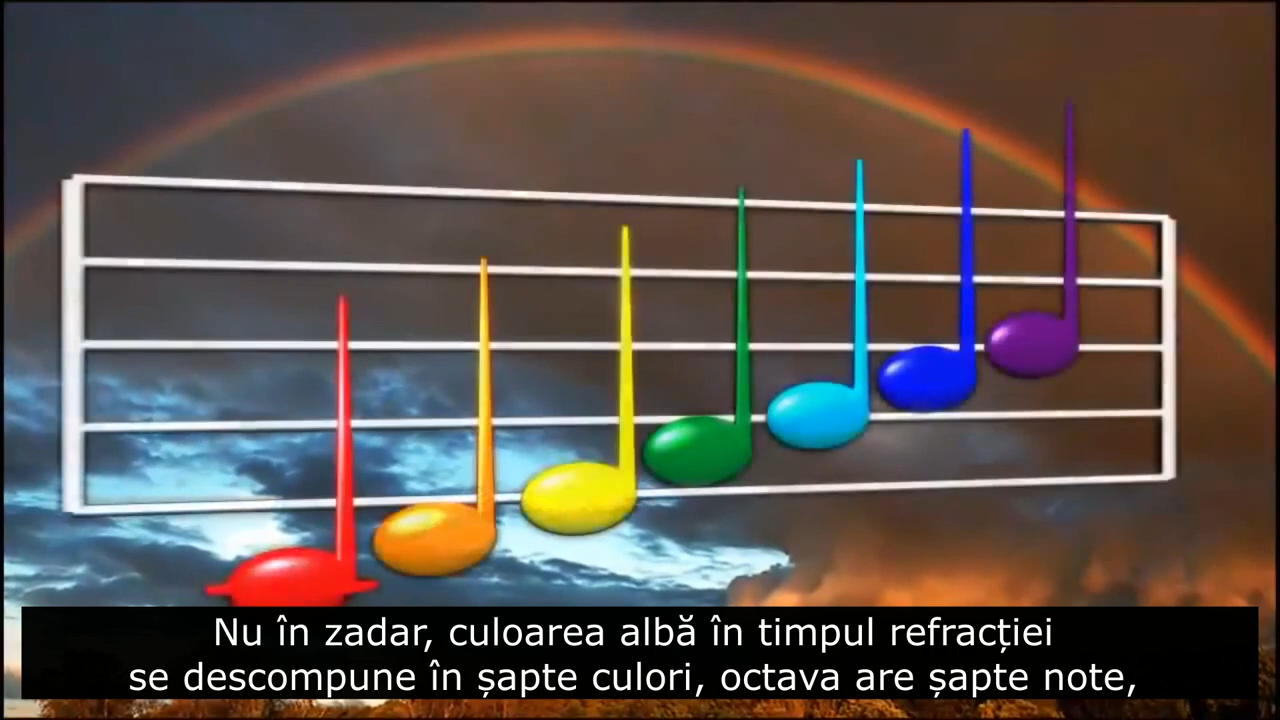 Nu în zadar, culoarea albă în timpul refracției
se descompune în șapte culori, octava are șapte note,